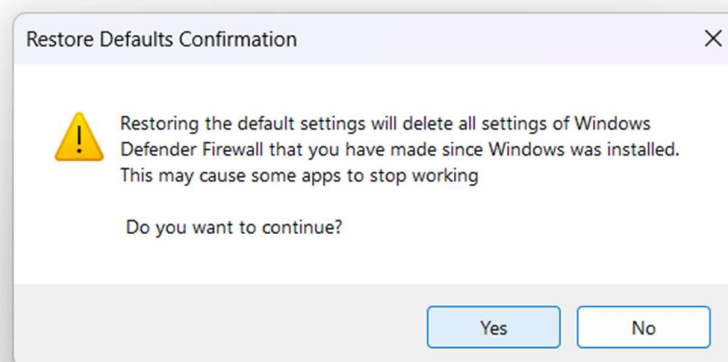 Restore Defaults Confirmation
Restoring the default settings will delete all settings of Windows
Defender Firewall that you have made since Windows was installed.
This may cause some apps to stop working
Do you want to continue?
Yes
No